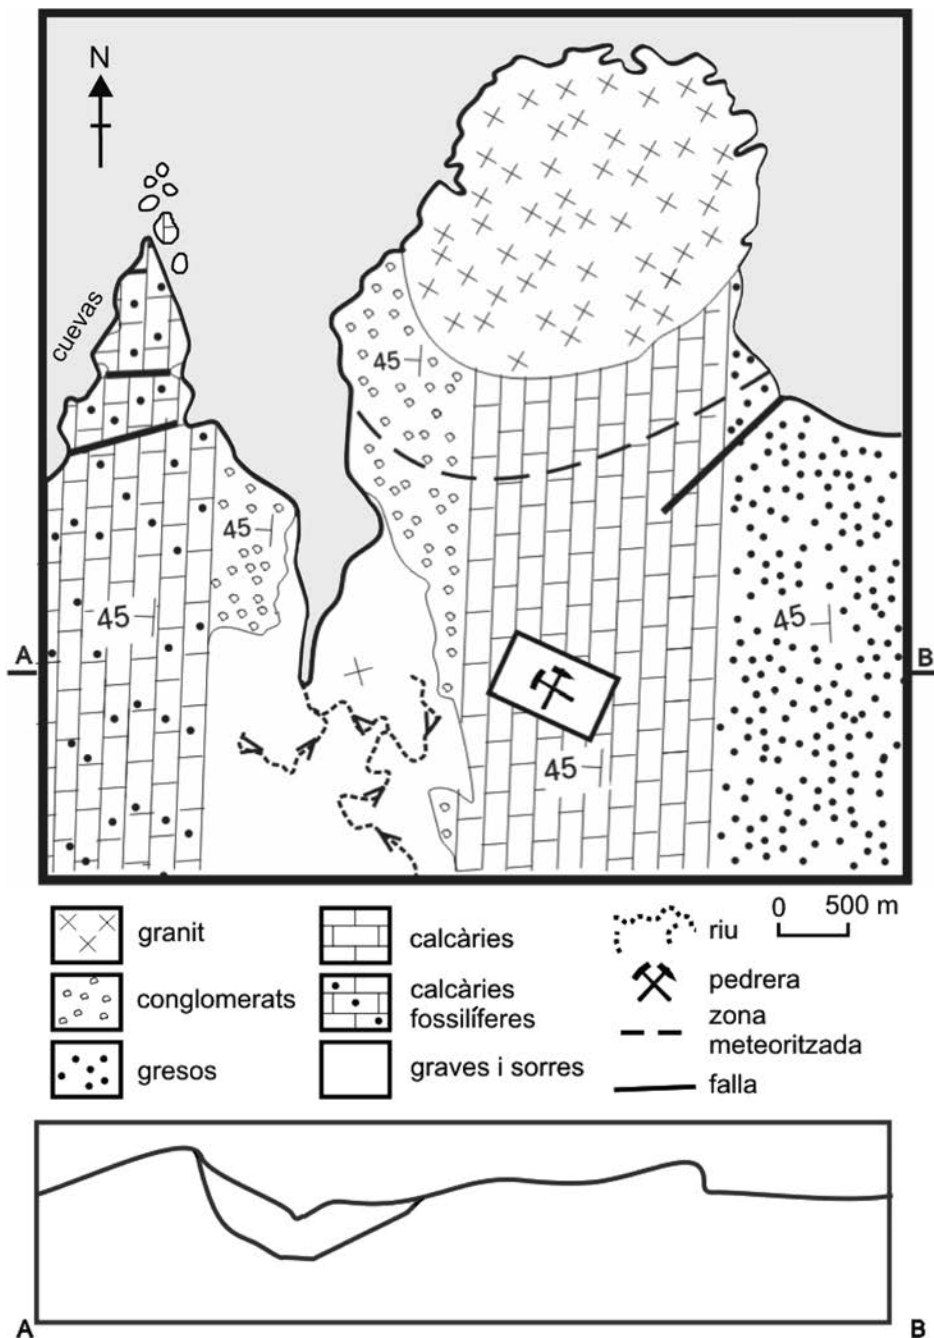 N
cuevas
45
45
45
45
A
B
45
granit
calcàries
0 500 m
riu
conglomerats
calcàries
fossilíferes
pedrera
zona
meteoritzada
gresos
graves i sorres
falla
A
B